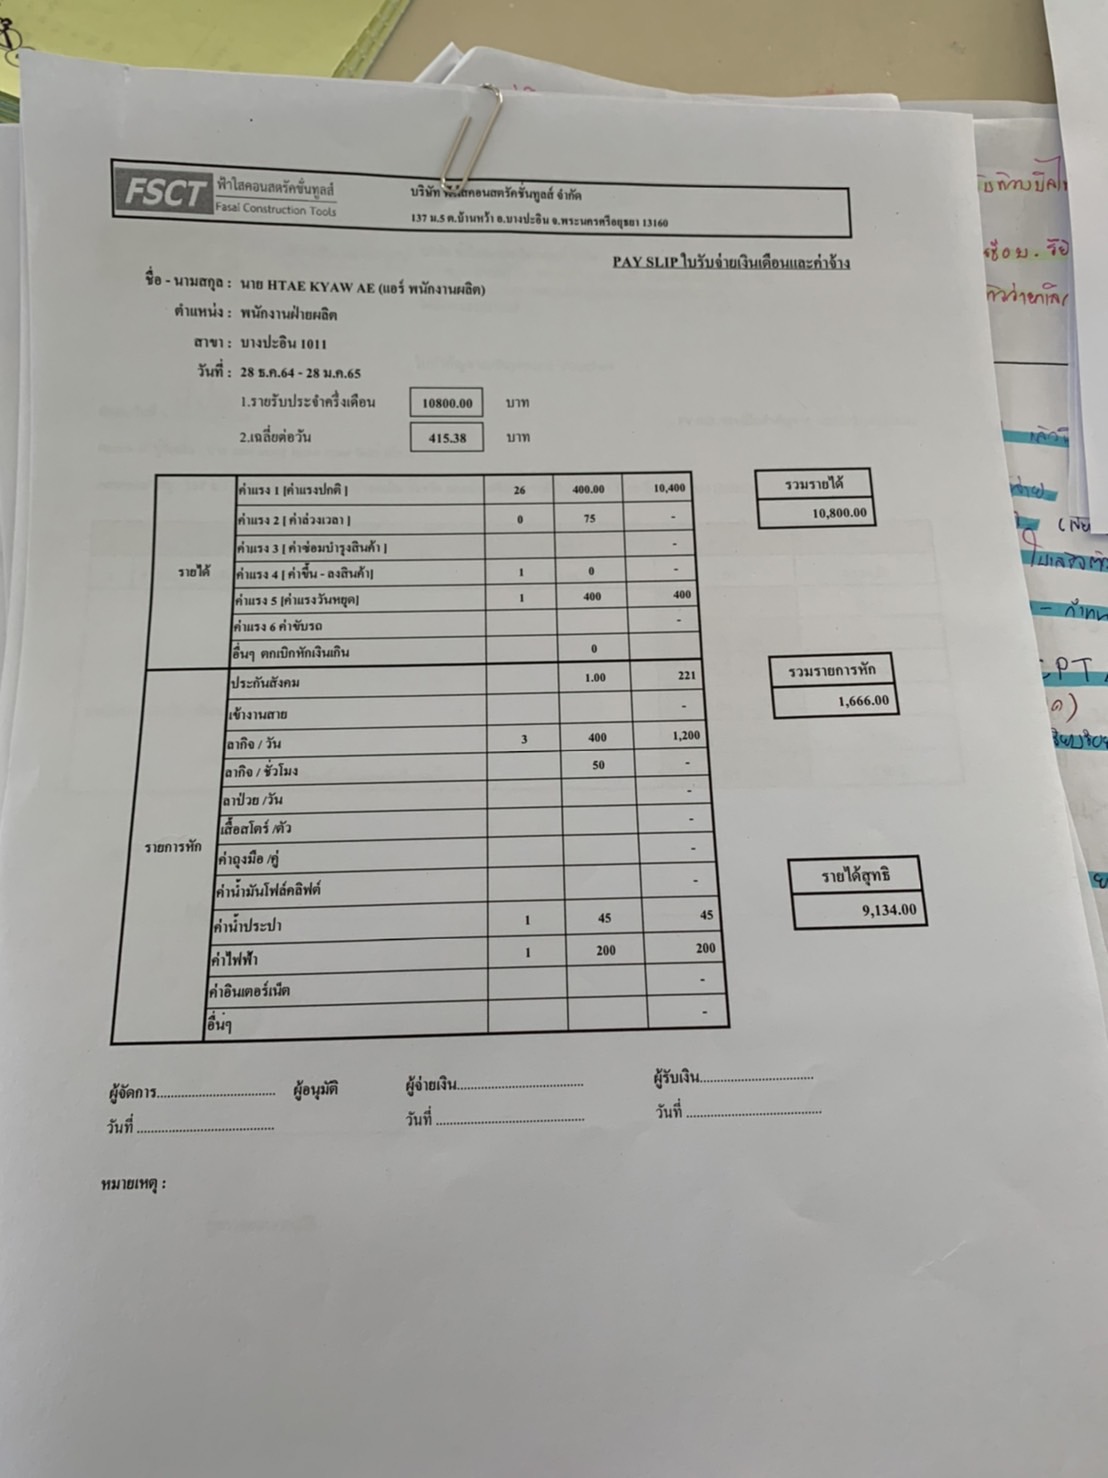 FSCT ฟ้าใสคอนสตรัคชั่นทูลส์
Fasai Construction Tools
บริษัท ฟ้าใสคอนสตรัคชั่นทูลส์ จำกัด
137 ม.5 ต.บ้านหว้า อ.บางปะอิน จ.พระนครศรีอยุธยา 13160
PAY SLIP ใบรับจ่ายเงินเดือนและค่าจ้าง
ชื่อ - นามสกุล : นาย HTAE KYAW AE (แอร์ พนักงานผลิต)
ตำแหน่ง : พนักงานฝ่ายผลิต
สาขา : บางปะอิน 1011
วันที่ : 28 ธ.ค.64 - 28 ม.ค.65
1.รายรับประจำครึ่งเดือน 10800.00 บาท
2.เฉลี่ยต่อวัน 415.38 บาท
รายได้
ค่าแรง 1 [ค่าแรงปกติ ] 26 400.00 10,400
ค่าแรง 2 [ ค่าล่วงเวลา ] 0 75 -
ค่าแรง 3 [ ค่าซ่อมบำรุงสินค้า ] -
ค่าแรง 4 [ ค่าขึ้น - ลงสินค้า] 1 0 -
ค่าแรง 5 [ค่าแรงวันหยุด] 1 400 400
ค่าแรง 6 ค่าขับรถ -
อื่นๆ ตกเบิกหักเงินเกิน 0
รวมรายได้
10,800.00
รายการหัก
ประกันสังคม 1.00 221
เข้างานสาย -
ลากิจ / วัน 3 400 1,200
ลากิจ / ชั่วโมง 50 -
ลาป่วย /วัน -
เสื้อสโตร์ /ตัว -
ค่าถุงมือ /คู่ -
ค่าน้ำมันโฟล์คลิฟต์ -
ค่าน้ำประปา 1 45 45
ค่าไฟฟ้า 1 200 200
ค่าอินเตอร์เน็ต -
อื่นๆ -
รวมรายการหัก
1,666.00
รายได้สุทธิ
9,134.00
ผู้จัดการ.................................. ผู้อนุมัติ ผู้จ่ายเงิน.................................... ผู้รับเงิน.................................
วันที่ ....................................... วันที่ .......................................... วันที่ .......................................
หมายเหตุ :